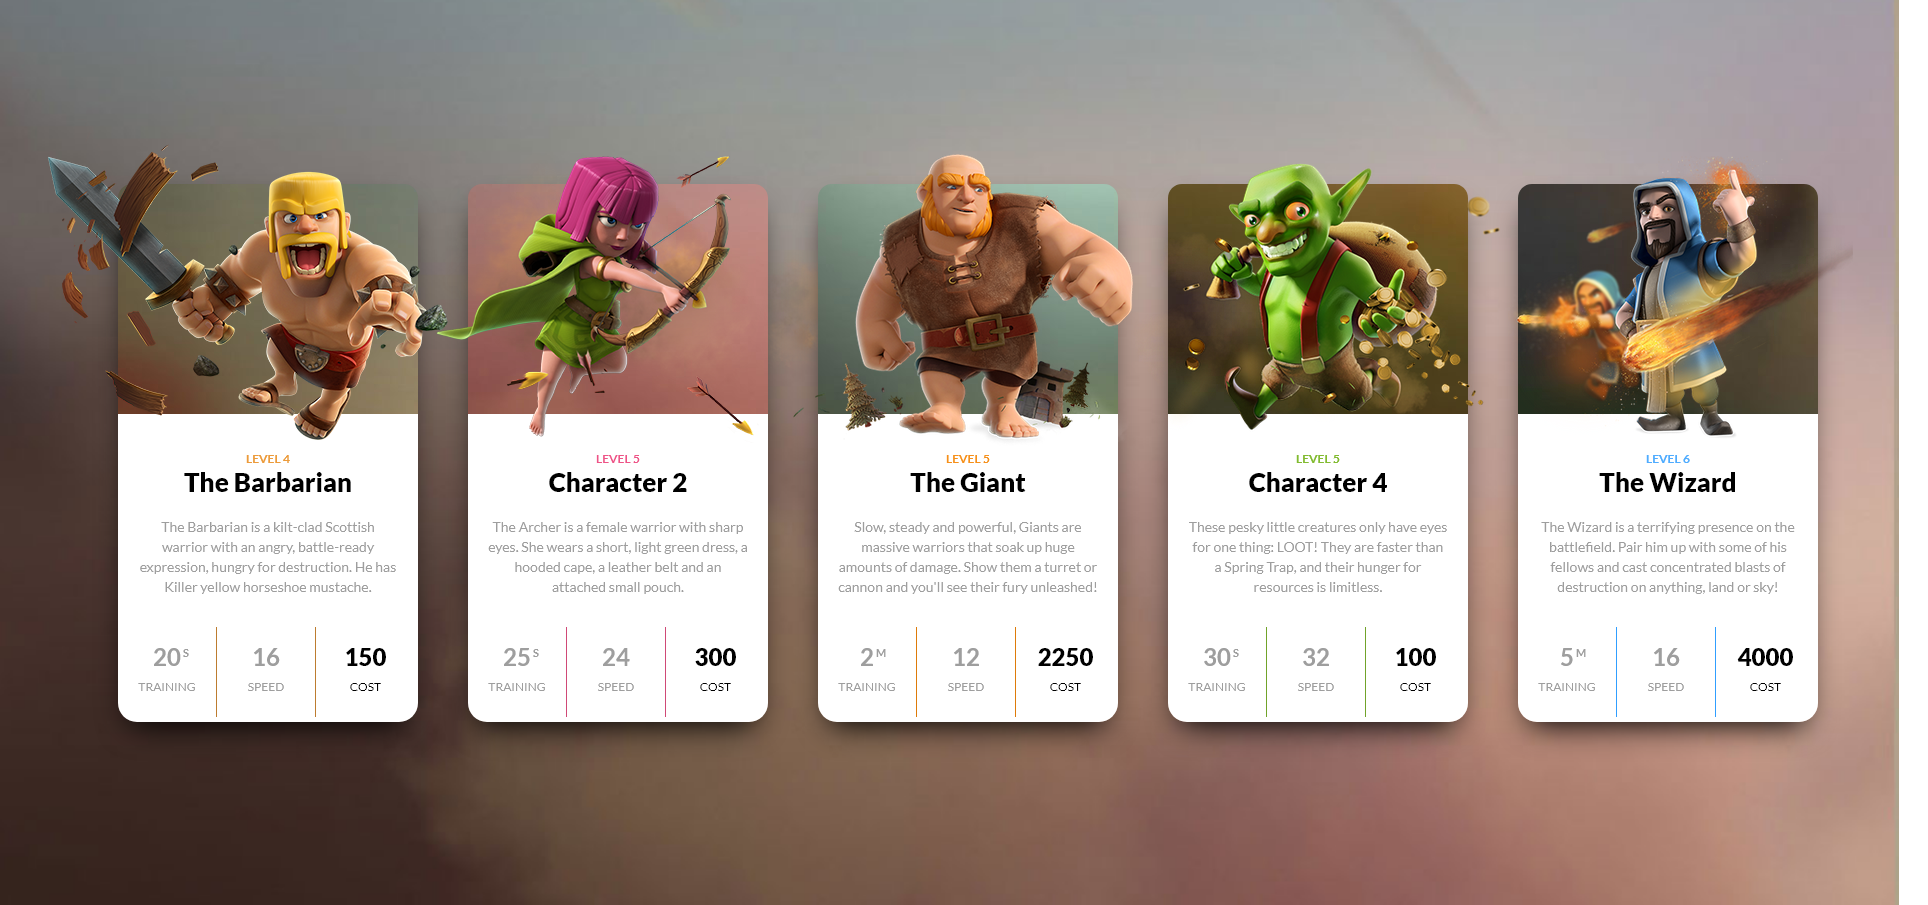 LEVEL 4
The Barbarian
The Barbarian is a kilt-clad Scottish
warrior with an angry, battle-ready
expression, hungry for destruction. He has
Killer yellow horseshoe mustache.
20 S
TRAINING
16
SPEED
150
COST
LEVEL 5
Character 2
The Archer is a female warrior with sharp
eyes. She wears a short, light green dress, a
hooded cape, a leather belt and an
attached small pouch.
25 S
TRAINING
24
SPEED
300
COST
LEVEL 5
The Giant
Slow, steady and powerful, Giants are
massive warriors that soak up huge
amounts of damage. Show them a turret or
cannon and you'll see their fury unleashed!
2 M
TRAINING
12
SPEED
2250
COST
LEVEL 5
Character 4
These pesky little creatures only have eyes
for one thing: LOOT! They are faster than
a Spring Trap, and their hunger for
resources is limitless.
30 S
TRAINING
32
SPEED
100
COST
LEVEL 6
The Wizard
The Wizard is a terrifying presence on the
battlefield. Pair him up with some of his
fellows and cast concentrated blasts of
destruction on anything, land or sky!
5 M
TRAINING
16
SPEED
4000
COST